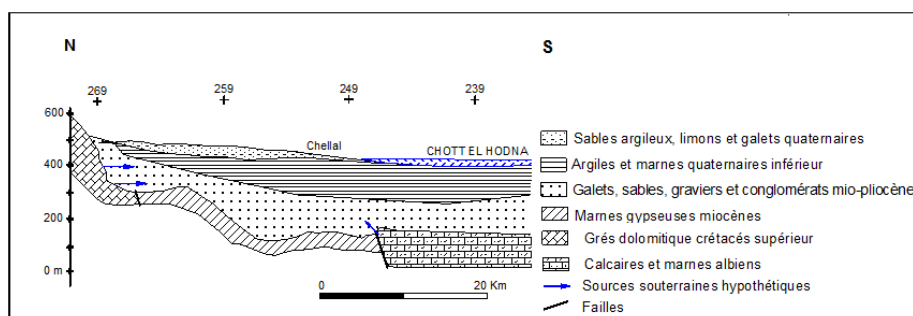 N
S
269
259
249
239
600
400
200
0 m
Chellal
CHOTT EL HODNA
0
20 Km
Sables argileux, limons et galets quaternaires
Argiles et marnes quaternaires inférieur
Galets, sables, graviers et conglomérats mio-pliocène
Marnes gypseuses miocènes
Grés dolomitique crétacés supérieur
Calcaires et marnes albiens
Sources souterraines hypothétiques
Failles